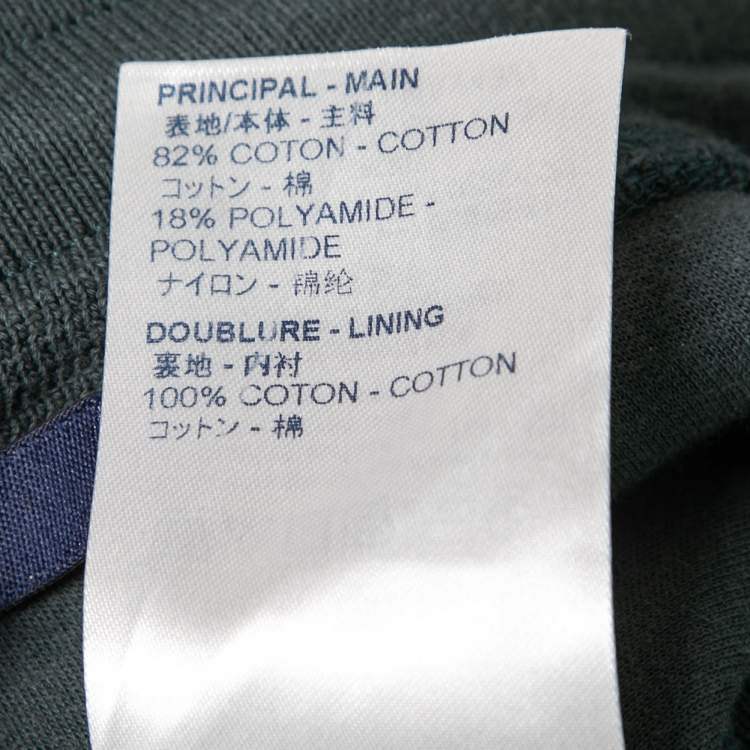 PRINCIPAL - MAIN
表地/本体 - 主料
82% COTON - COTTON
コットン - 棉
18% POLYAMIDE -
POLYAMIDE
ナイロン - 锦纶
DOUBLURE - LINING
裏地 - 内衬
100% COTON - COTTON
コットン - 棉